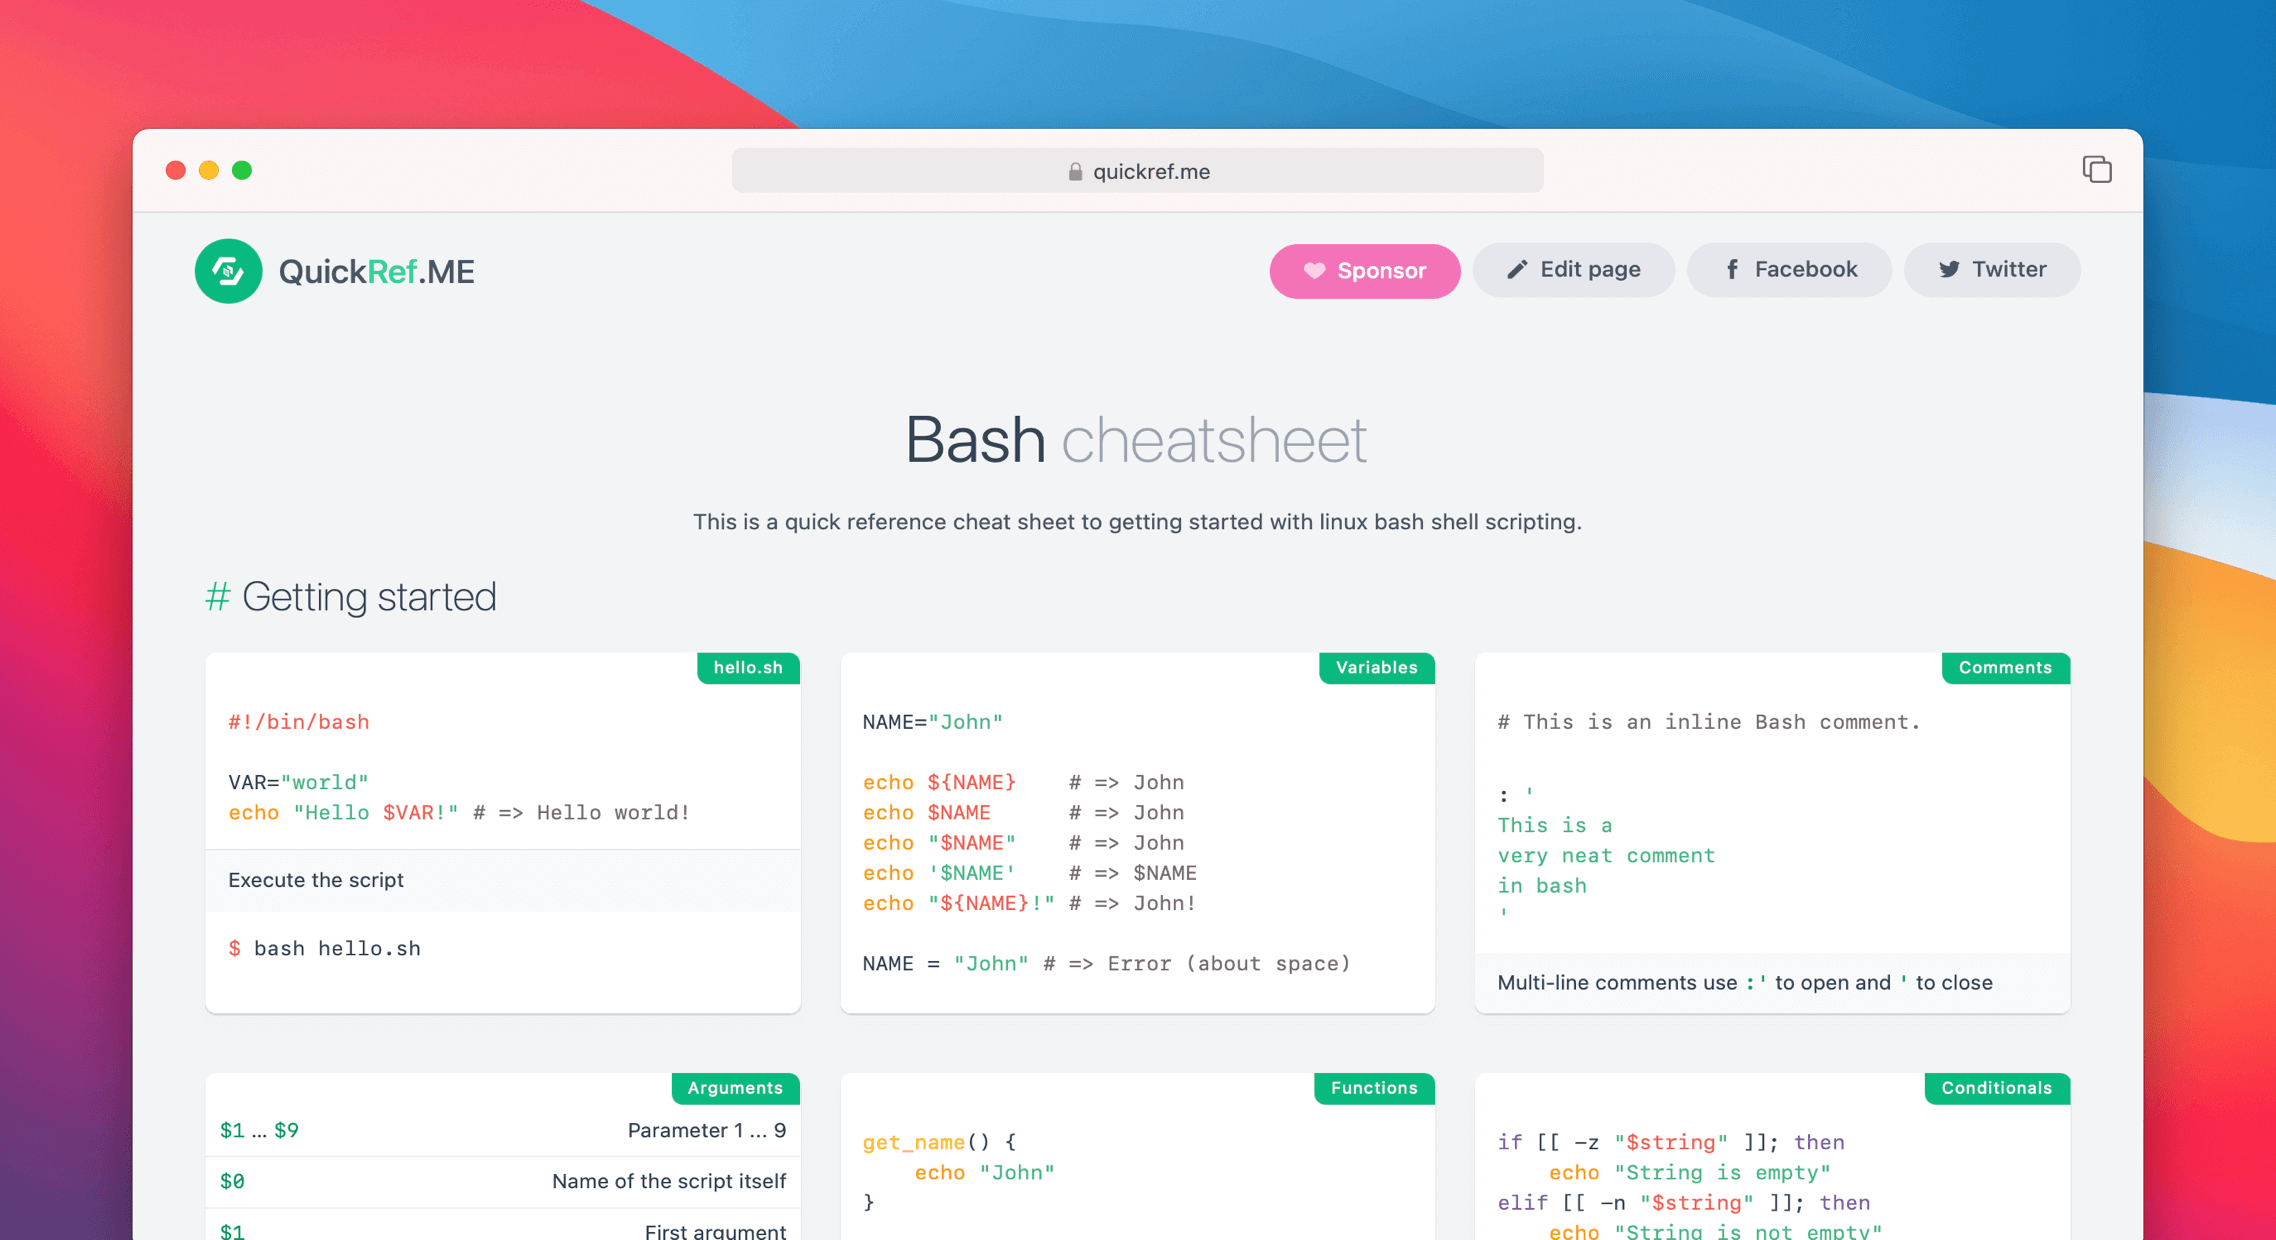 quickref.me
QuickRef.ME
Sponsor
Edit page
Facebook
Twitter
Bash cheatsheet
This is a quick reference cheat sheet to getting started with linux bash shell scripting.
# Getting started
hello.sh
#!/bin/bash
VAR="world"
echo "Hello $VAR!" # => Hello world!
Execute the script
$ bash hello.sh
Variables
NAME="John"
echo ${NAME}    # => John
echo $NAME      # => John
echo "$NAME"    # => John
echo '$NAME'    # => $NAME
echo "${NAME}!" # => John!
NAME = "John" # => Error (about space)
Comments
# This is an inline Bash comment.
: '
This is a
very neat comment
in bash
'
Multi-line comments use :' to open and ' to close
Arguments
$1 … $9 Parameter 1 ... 9
$0 Name of the script itself
$1 First argument
Functions
get_name() {
    echo "John"
}
Conditionals
if [[ -z "$string" ]]; then
    echo "String is empty"
elif [[ -n "$string" ]]; then
    echo "String is not empty"